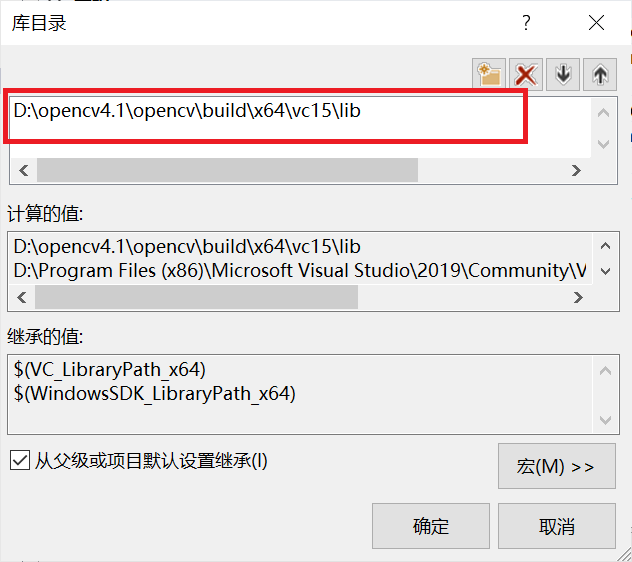 库目录
D:\opencv4.1\opencv\build\x64\vc15\lib
计算的值:
D:\opencv4.1\opencv\build\x64\vc15\lib
D:\Program Files (x86)\Microsoft Visual Studio\2019\Community\V
继承的值:
$(VC_LibraryPath_x64)
$(WindowsSDK_LibraryPath_x64)
从父级或项目默认设置继承(I)
宏(M) >>
确定
取消